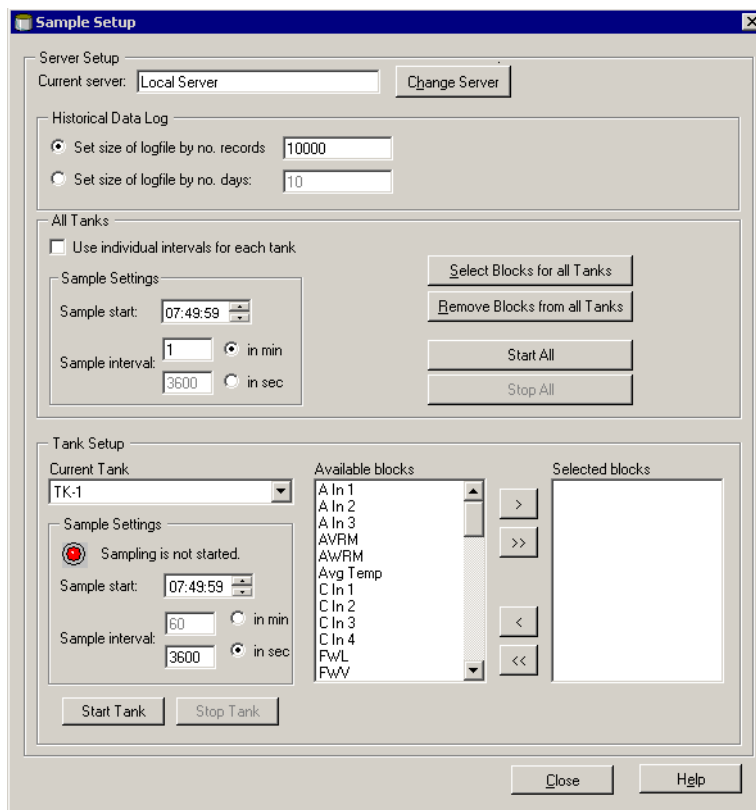 Sample Setup
Server Setup
Current server: Local Server Change Server
Historical Data Log
Set size of logfile by no. records 10000
Set size of logfile by no. days: 10
All Tanks
Use individual intervals for each tank
Sample Settings
Sample start: 07:49:59
Sample interval: 1 in min
3600 in sec
Select Blocks for all Tanks
Remove Blocks from all Tanks
Start All
Stop All
Tank Setup
Current Tank
TK-1
Sample Settings
Sampling is not started.
Sample start: 07:49:59
Sample interval: 60 in min
3600 in sec
Start Tank Stop Tank
Available blocks
A In 1
A In 2
A In 3
AVRM
AWRM
Avg Temp
C In 1
C In 2
C In 3
C In 4
FWL
FWV
>
>>
<
<<
Selected blocks
Close Help